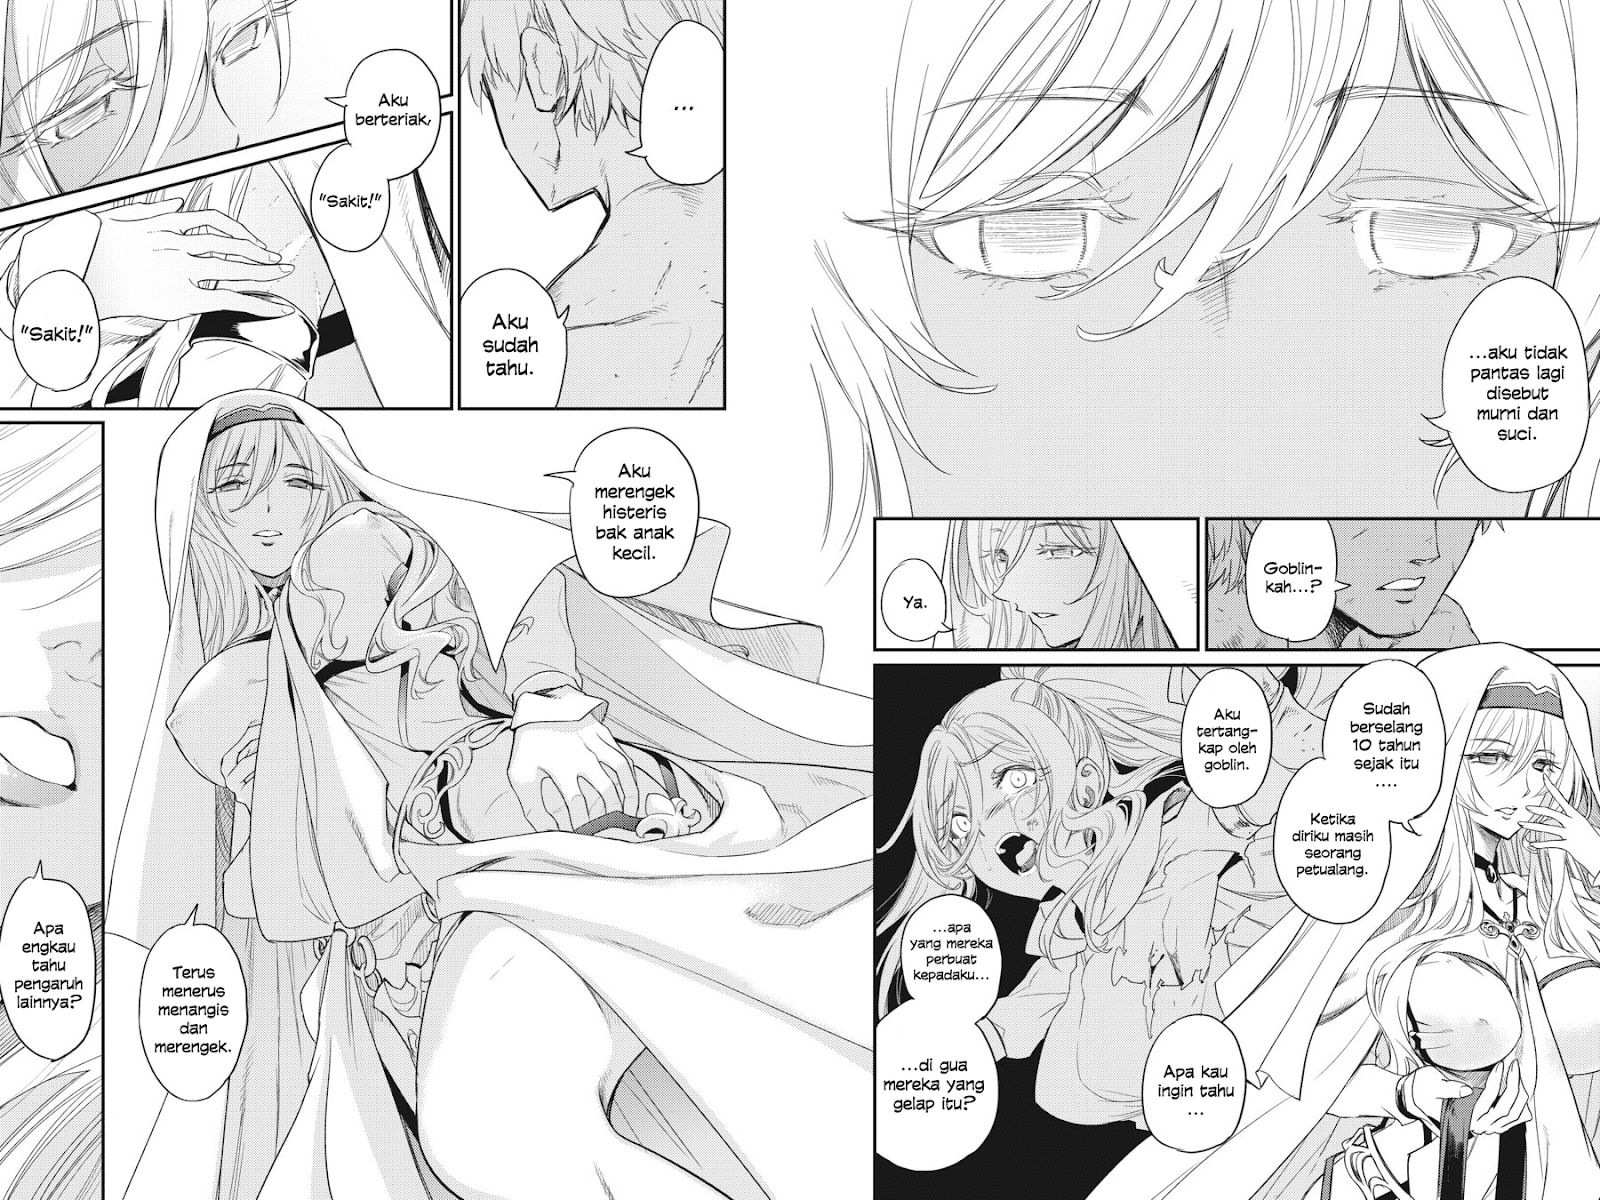 ...aku tidak
pantas lagi
disebut
murni dan
suci.
Goblin-
kah...?
Ya.
Sudah
berselang
10 tahun
sejak itu
....
Ketika
diriku masih
seorang
petualang.
Aku
tertang-
kap oleh
goblin.
Apa kau
ingin tahu
...
...apa
yang mereka
perbuat
kepadaku...
...di gua
mereka yang
gelap itu?
...
Aku
sudah
tahu.
Aku
berteriak,
"Sakit!"
"Sakit!"
Aku
merengek
histeris
bak anak
kecil.
Terus
menerus
menangis
dan
merengek.
Apa
engkau
tahu
pengaruh
lainnya?